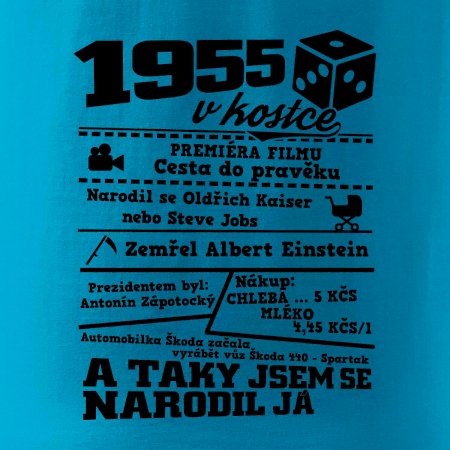 1955
v kostce
PREMIÉRA FILMU
Cesta do pravěku
Narodil se Oldřich Kaiser
nebo Steve Jobs
Zemřel Albert Einstein
Prezidentem byl:
Antonín Zápotocký
Nákup:
CHLEBA ... 5 KČS
MLÉKO
4,45 KČS/l
Automobilka Škoda začala
vyrábět vůz Škoda 440 - Spartak
A TAKY JSEM SE
NARODIL JÁ